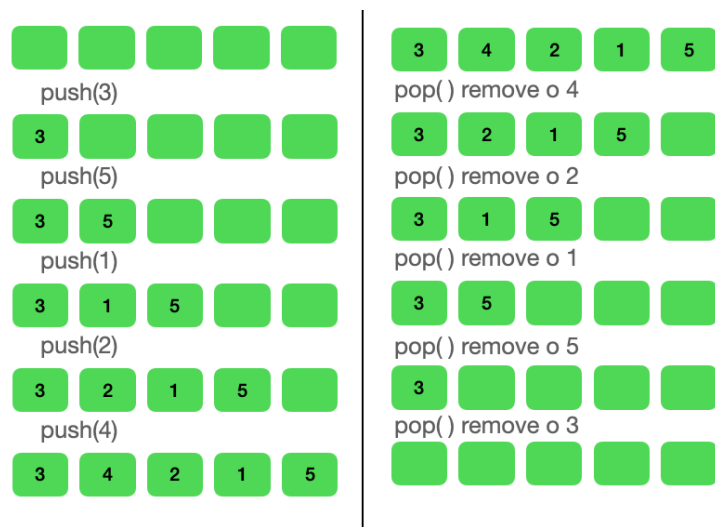 push(3)
3
push(5)
3 5
push(1)
3 1 5
push(2)
3 2 1 5
push(4)
3 4 2 1 5
3 4 2 1 5
pop( ) remove o 4
3 2 1 5
pop( ) remove o 2
3 1 5
pop( ) remove o 1
3 5
pop( ) remove o 5
3
pop( ) remove o 3